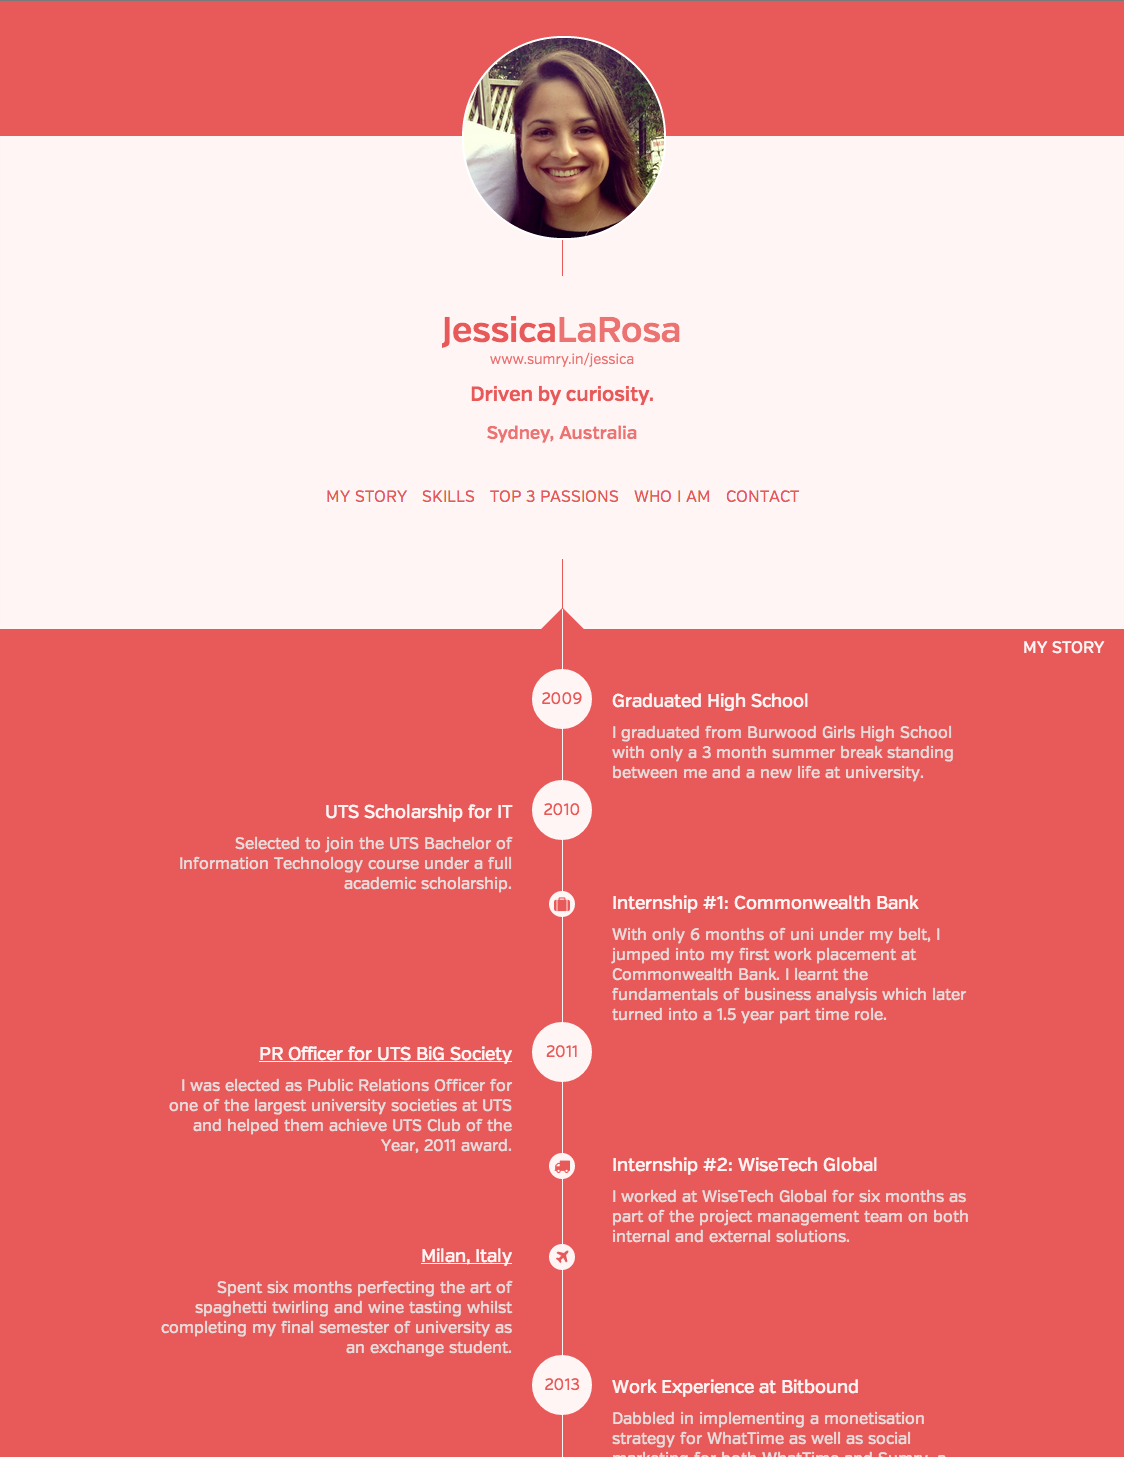 JessicaLaRosa
www.sumry.in/jessica
Driven by curiosity.
Sydney, Australia
MY STORY SKILLS TOP 3 PASSIONS WHO I AM CONTACT
MY STORY
2009
Graduated High School
I graduated from Burwood Girls High School
with only a 3 month summer break standing
between me and a new life at university.
2010
UTS Scholarship for IT
Selected to join the UTS Bachelor of
Information Technology course under a full
academic scholarship.
Internship #1: Commonwealth Bank
With only 6 months of uni under my belt, I
jumped into my first work placement at
Commonwealth Bank. I learnt the
fundamentals of business analysis which later
turned into a 1.5 year part time role.
2011
PR Officer for UTS BiG Society
I was elected as Public Relations Officer for
one of the largest university societies at UTS
and helped them achieve UTS Club of the
Year, 2011 award.
Internship #2: WiseTech Global
I worked at WiseTech Global for six months as
part of the project management team on both
internal and external solutions.
Milan, Italy
Spent six months perfecting the art of
spaghetti twirling and wine tasting whilst
completing my final semester of university as
an exchange student.
2013
Work Experience at Bitbound
Dabbled in implementing a monetisation
strategy for WhatTime as well as social
marketing for both WhatTime and Sumry, a